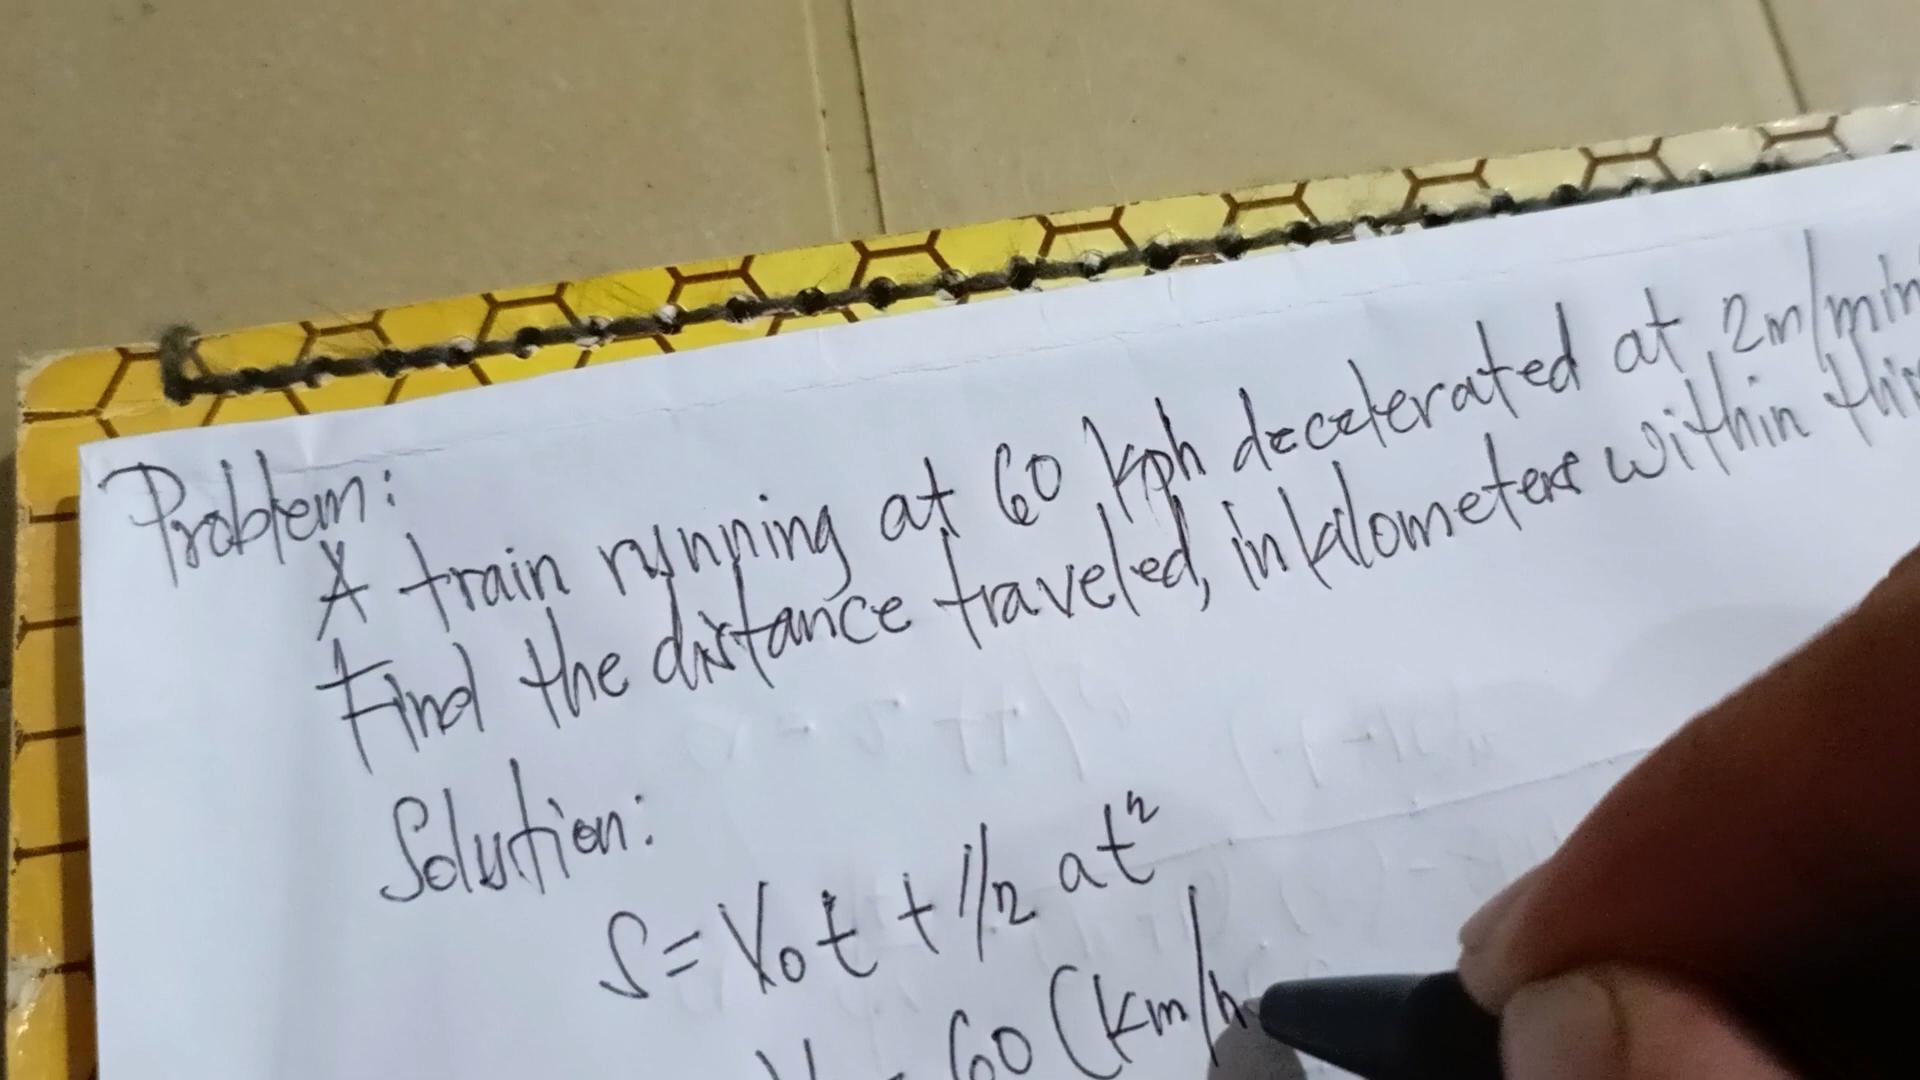 Problem:
A train running at 60 kph decelerated at 2m/min
Find the distance traveled, in kilometers within
Solution:
S = V₀t + 1/2 at²
60 (km/h